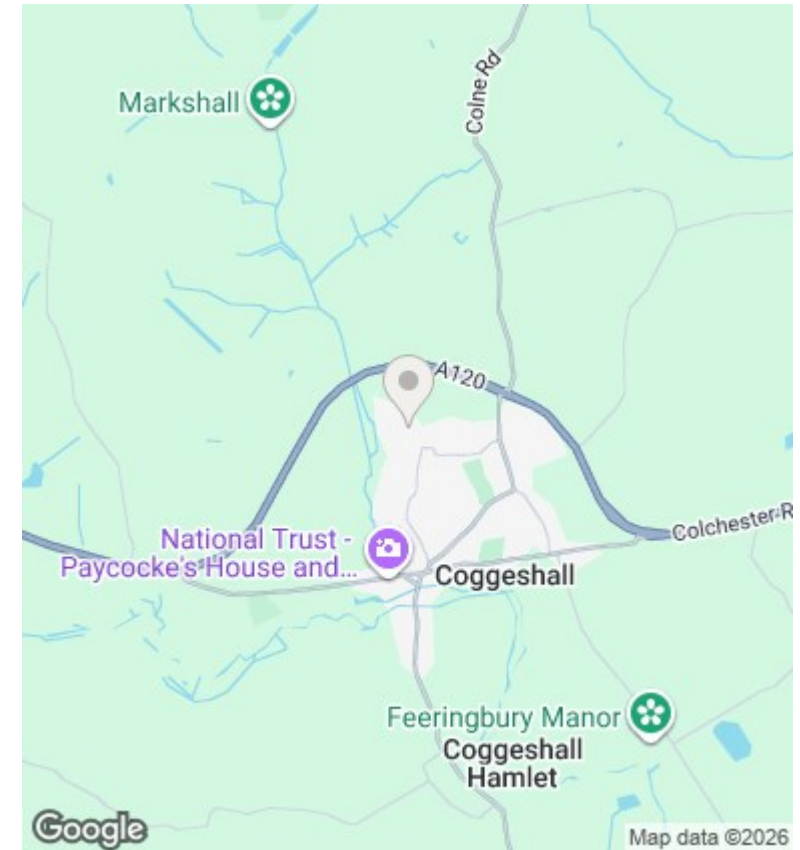 Markshall
Colne Rd
A120
Colchester R
National Trust -
Paycocke's House and...
Coggeshall
Feeringbury Manor
Coggeshall
Hamlet
Google
Map data ©2026